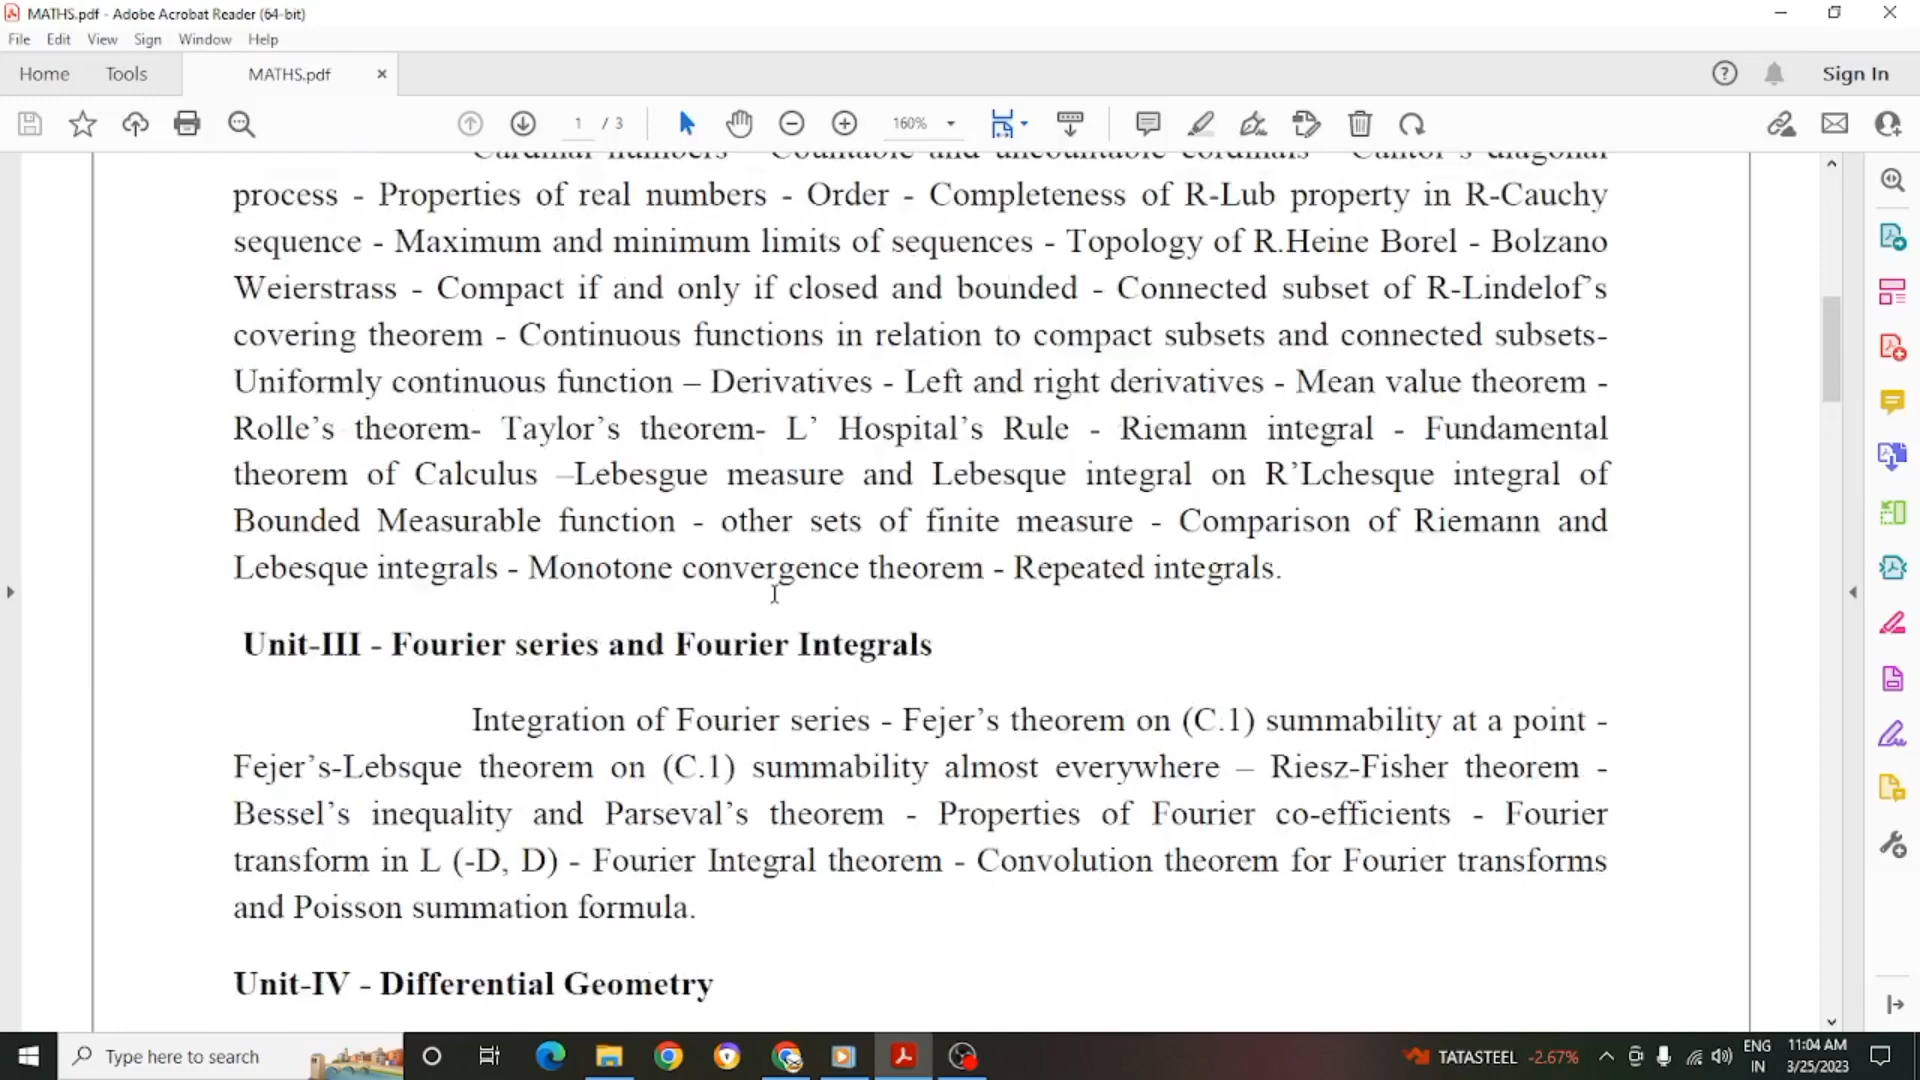 MATHS.pdf - Adobe Acrobat Reader (64-bit)
File Edit View Sign Window Help
Home Tools MATHS.pdf × Sign In
1 / 3 160%
Cardinal numbers - Countable and uncountable cordinals - Cantor's diagonal
process - Properties of real numbers - Order - Completeness of R-Lub property in R-Cauchy
sequence - Maximum and minimum limits of sequences - Topology of R.Heine Borel - Bolzano
Weierstrass - Compact if and only if closed and bounded - Connected subset of R-Lindelof's
covering theorem - Continuous functions in relation to compact subsets and connected subsets-
Uniformly continuous function – Derivatives - Left and right derivatives - Mean value theorem -
Rolle's theorem- Taylor's theorem- L' Hospital's Rule - Riemann integral - Fundamental
theorem of Calculus –Lebesgue measure and Lebesque integral on R'Lchesque integral of
Bounded Measurable function - other sets of finite measure - Comparison of Riemann and
Lebesque integrals - Monotone convergence theorem - Repeated integrals.
Unit-III - Fourier series and Fourier Integrals
Integration of Fourier series - Fejer's theorem on (C.1) summability at a point -
Fejer's-Lebsque theorem on (C.1) summability almost everywhere – Riesz-Fisher theorem -
Bessel's inequality and Parseval's theorem - Properties of Fourier co-efficients - Fourier
transform in L (-D, D) - Fourier Integral theorem - Convolution theorem for Fourier transforms
and Poisson summation formula.
Unit-IV - Differential Geometry
Type here to search
TATASTEEL -2.67%
ENG
IN
11:04 AM
3/25/2023